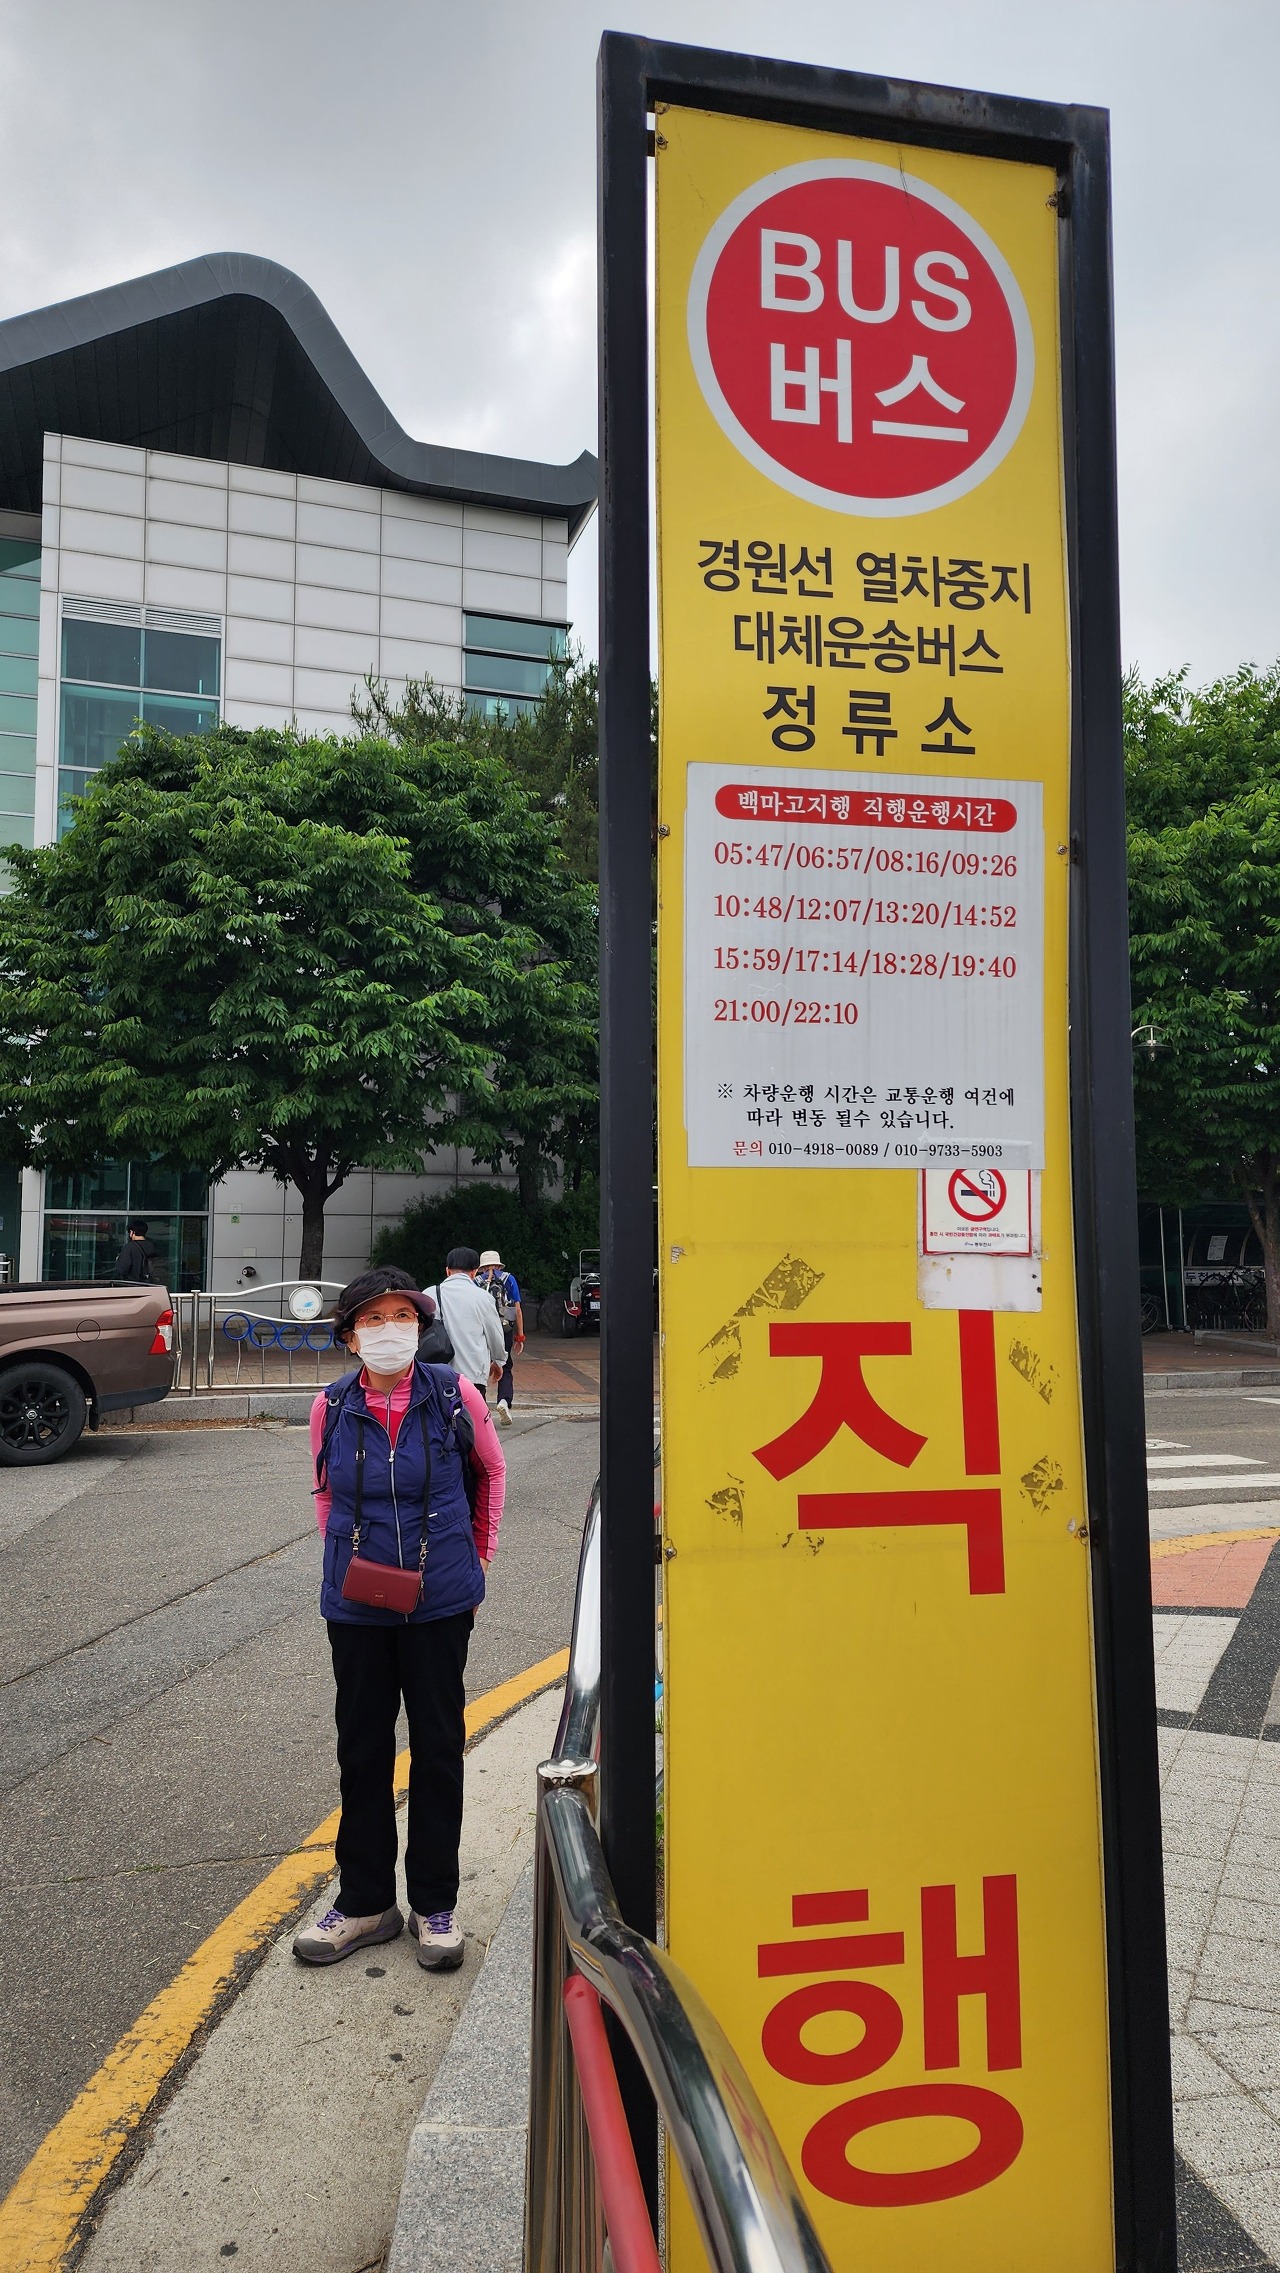 BUS
버스
경원선 열차중지
대체운송버스
정류소
백마고지행 직행운행시간
05:47/06:57/08:16/09:26
10:48/12:07/13:20/14:52
15:59/17:14/18:28/19:40
21:00/22:10
※ 차량운행 시간은 교통운행 여건에
따라 변동 될수 있습니다.
문의 010-4918-0089 / 010-9733-5903
직
행